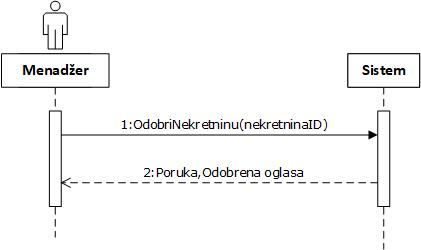 Menadžer
Sistem
1:OdobriNekretninu(nekretninaID)
2:Poruka,Odobrena oglasa